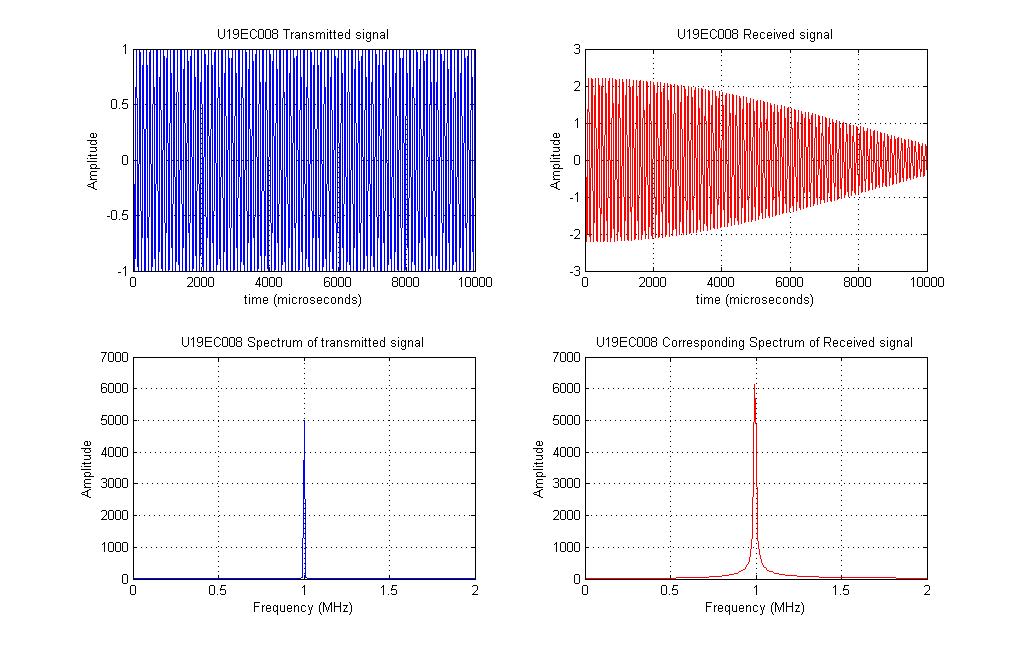 U19EC008 Transmitted signal
Amplitude
1
0.5
0
-0.5
-1
0 2000 4000 6000 8000 10000
time (microseconds)
U19EC008 Received signal
Amplitude
3
2
1
0
-1
-2
-3
0 2000 4000 6000 8000 10000
time (microseconds)
U19EC008 Spectrum of transmitted signal
Amplitude
7000
6000
5000
4000
3000
2000
1000
0
0 0.5 1 1.5 2
Frequency (MHz)
U19EC008 Corresponding Spectrum of Received signal
Amplitude
7000
6000
5000
4000
3000
2000
1000
0
0 0.5 1 1.5 2
Frequency (MHz)